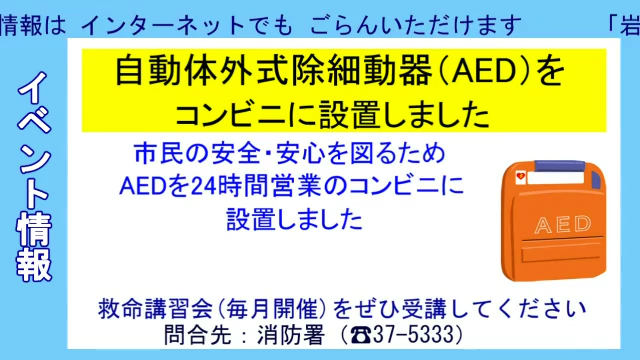 情報は インターネットでも ごらんいただけます 「岩
イベント情報
自動体外式除細動器(AED)を
コンビニに設置しました
市民の安全・安心を図るため
AEDを24時間営業のコンビニに
設置しました
AED
救命講習会(毎月開催)をぜひ受講してください
問合先:消防署 (☎37-5333)